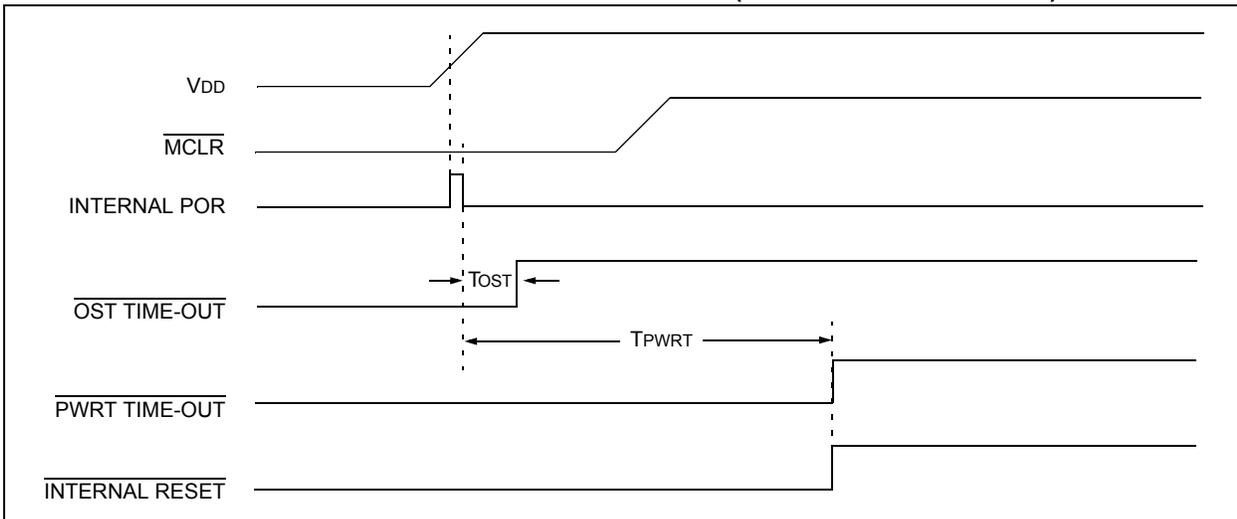 VDD
MCLR
INTERNAL POR
TOST
OST TIME-OUT
TPWRT
PWRT TIME-OUT
INTERNAL RESET